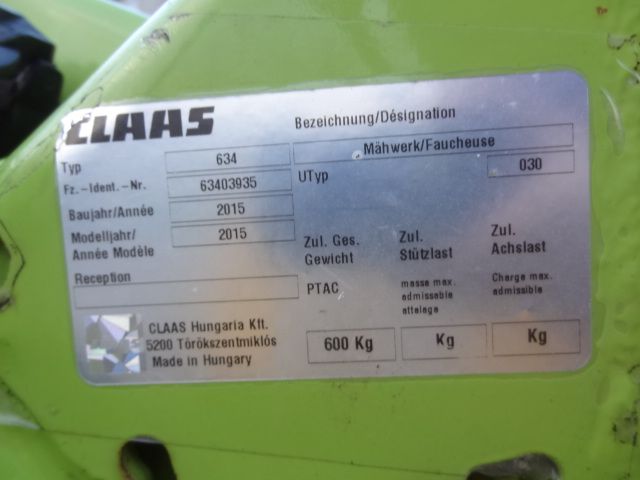 CLAAS
Bezeichnung/Désignation
Mähwerk/Faucheuse
Typ 634
UTyp 030
Fz.-Ident.-Nr. 63403935
Baujahr/Année 2015
Modelljahr/
Année Modèle 2015
Reception
Zul. Ges.
Gewicht
PTAC
600 Kg
Zul.
Stützlast
masse max.
admissable
attelage
Kg
Zul.
Achslast
Charge max.
admissible
Kg
CLAAS Hungaria Kft.
5200 Törökszentmiklós
Made in Hungary